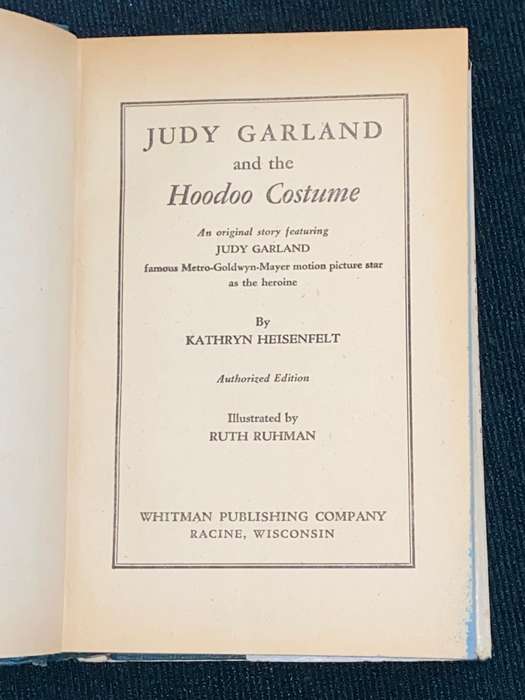 JUDY GARLAND
and the
Hoodoo Costume
An original story featuring
JUDY GARLAND
famous Metro-Goldwyn-Mayer motion picture star
as the heroine
By
KATHRYN HEISENFELT
Authorized Edition
Illustrated by
RUTH RUHMAN
WHITMAN PUBLISHING COMPANY
RACINE, WISCONSIN